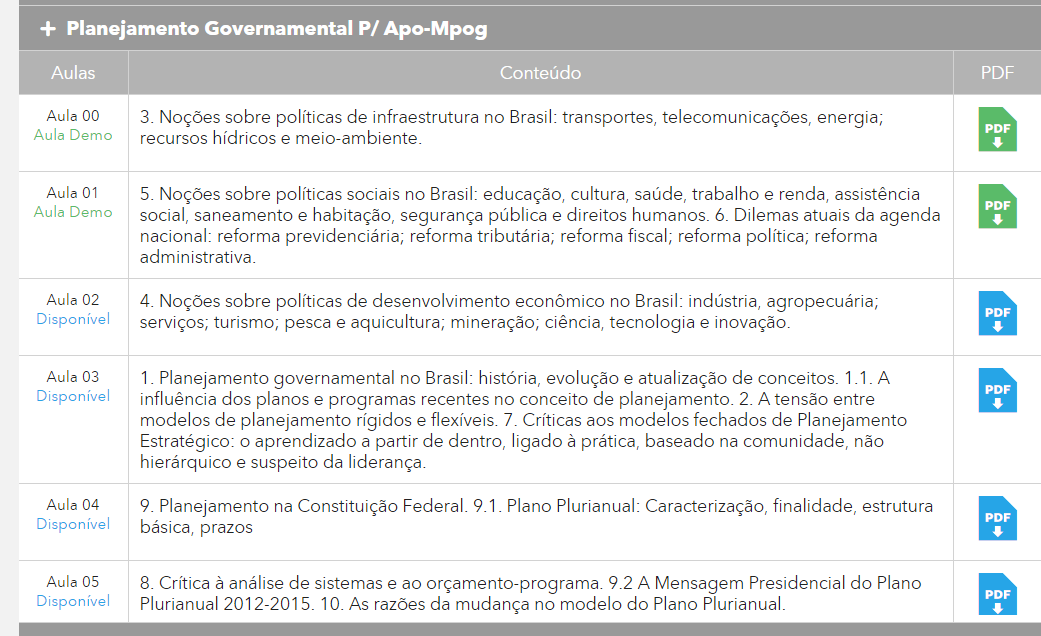 + Planejamento Governamental P/ Apo-Mpog
Aulas Conteúdo PDF
Aula 00
Aula Demo
3. Noções sobre políticas de infraestrutura no Brasil: transportes, telecomunicações, energia;
recursos hídricos e meio-ambiente.
PDF
Aula 01
Aula Demo
5. Noções sobre políticas sociais no Brasil: educação, cultura, saúde, trabalho e renda, assistência
social, saneamento e habitação, segurança pública e direitos humanos. 6. Dilemas atuais da agenda
nacional: reforma previdenciária; reforma tributária; reforma fiscal; reforma política; reforma
administrativa.
PDF
Aula 02
Disponível
4. Noções sobre políticas de desenvolvimento econômico no Brasil: indústria, agropecuária;
serviços; turismo; pesca e aquicultura; mineração; ciência, tecnologia e inovação.
PDF
Aula 03
Disponível
1. Planejamento governamental no Brasil: história, evolução e atualização de conceitos. 1.1. A
influência dos planos e programas recentes no conceito de planejamento. 2. A tensão entre
modelos de planejamento rígidos e flexíveis. 7. Críticas aos modelos fechados de Planejamento
Estratégico: o aprendizado a partir de dentro, ligado à prática, baseado na comunidade, não
hierárquico e suspeito da liderança.
PDF
Aula 04
Disponível
9. Planejamento na Constituição Federal. 9.1. Plano Plurianual: Caracterização, finalidade, estrutura
básica, prazos
PDF
Aula 05
Disponível
8. Crítica à análise de sistemas e ao orçamento-programa. 9.2 A Mensagem Presidencial do Plano
Plurianual 2012-2015. 10. As razões da mudança no modelo do Plano Plurianual.
PDF